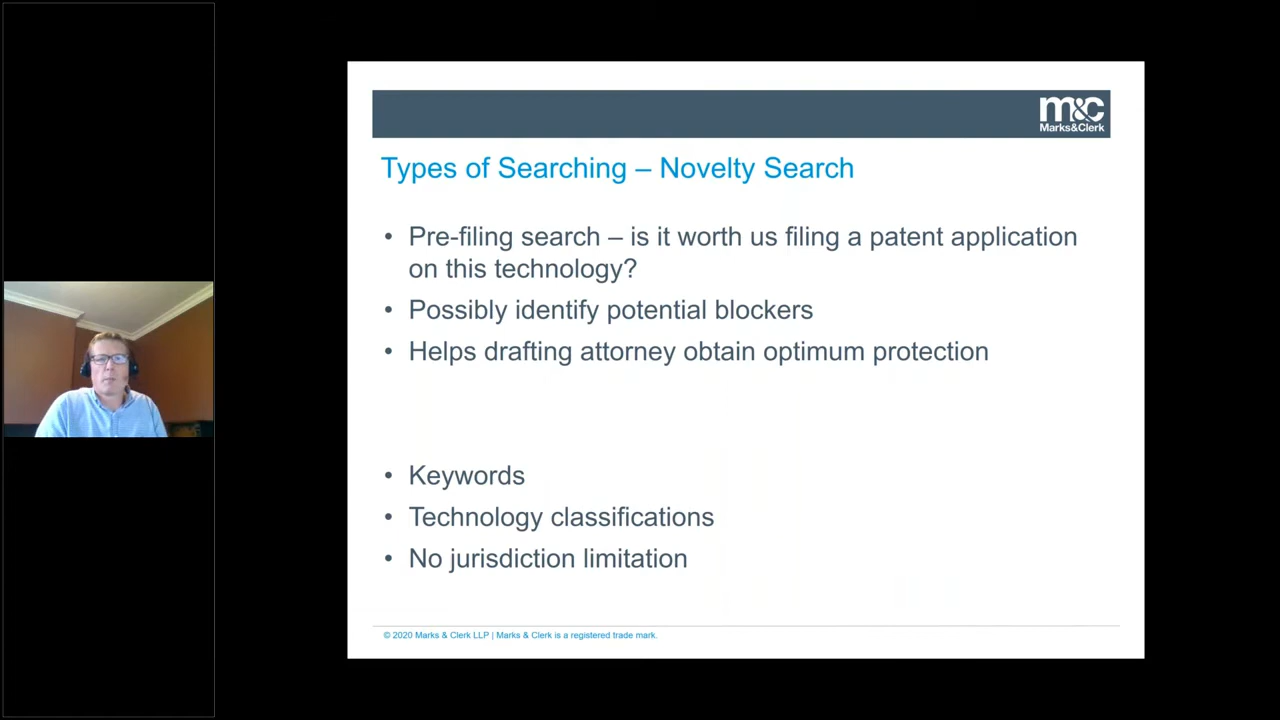 m&c
Marks&Clerk
Types of Searching – Novelty Search
• Pre-filing search – is it worth us filing a patent application
on this technology?
• Possibly identify potential blockers
• Helps drafting attorney obtain optimum protection
• Keywords
• Technology classifications
• No jurisdiction limitation
© 2020 Marks & Clerk LLP | Marks & Clerk is a registered trade mark.